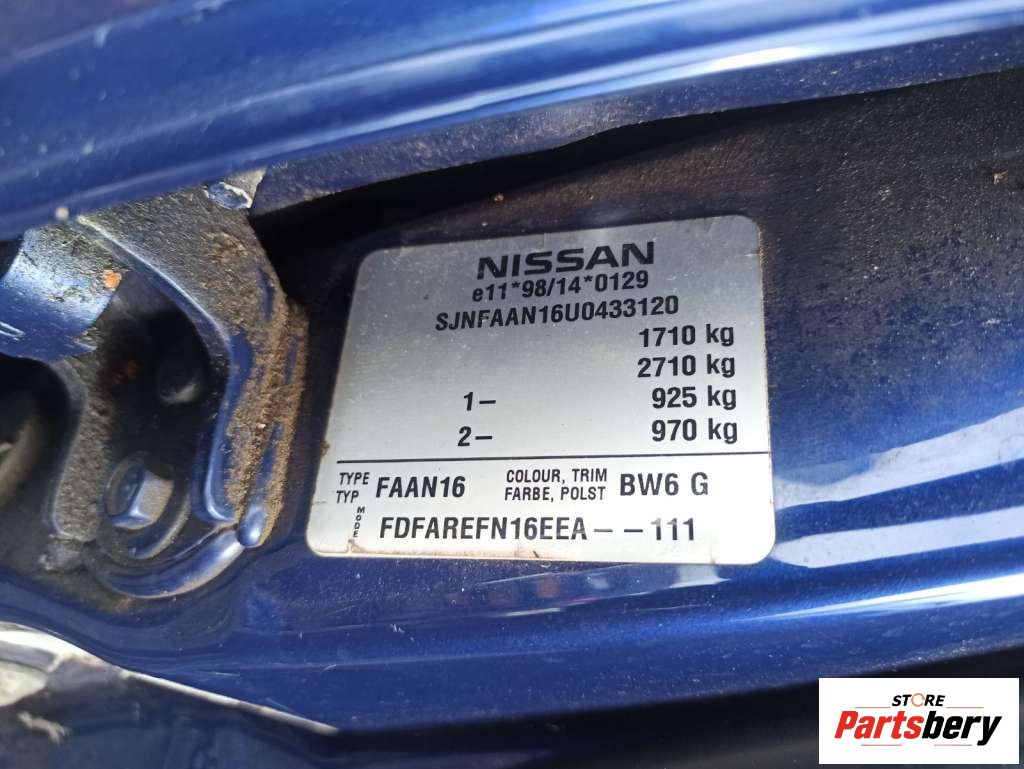 NISSAN
e11*98/14*0129
SJNFAAN16U0433120
1710 kg
2710 kg
1– 925 kg
2– 970 kg
TYPE TYP FAAN16 COLOUR, TRIM FARBE, POLST BW6 G
MODE FDFAREFN16EEA – – 111
STORE
Partsbery